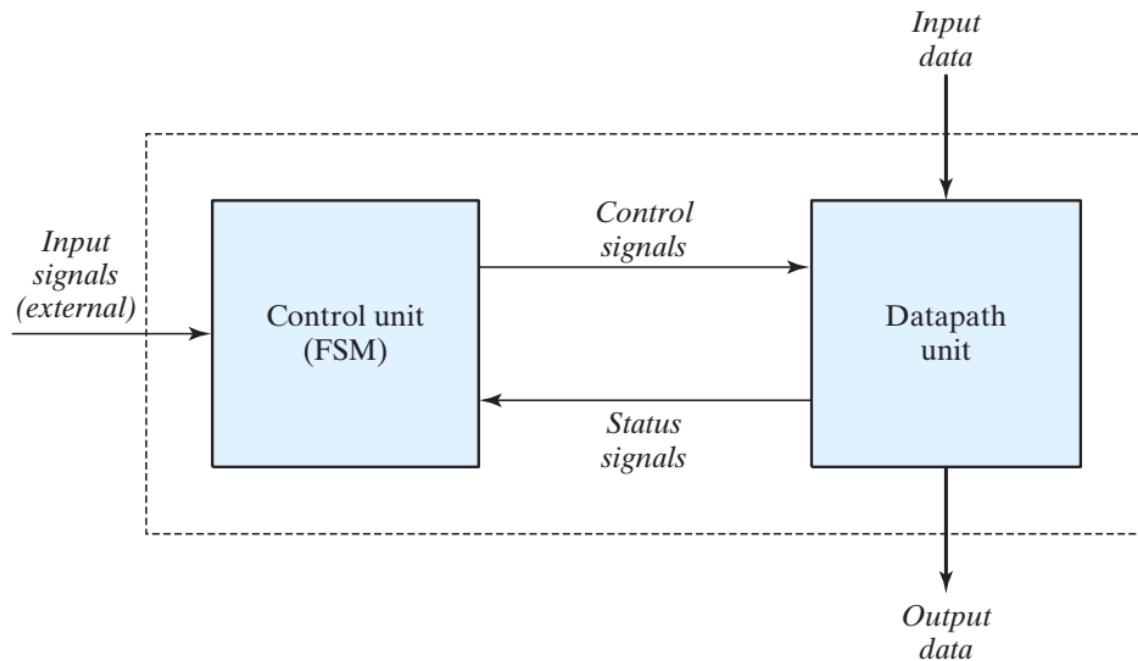 Input
data
Input
signals
(external)
Control unit
(FSM)
Control
signals
Status
signals
Datapath
unit
Output
data